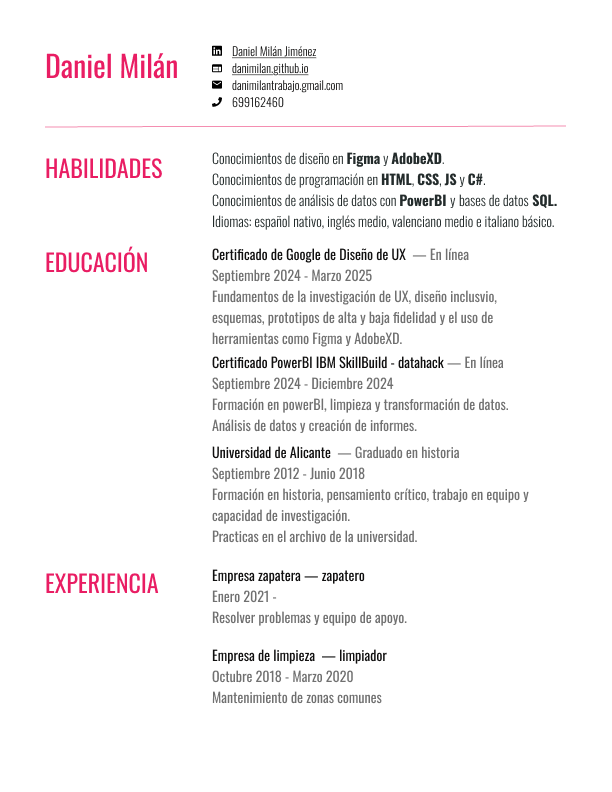 Daniel Milán
Daniel Milán Jiménez
danimilan.github.io
danimilantrabajo.gmail.com
699162460
HABILIDADES
Conocimientos de diseño en Figma y AdobeXD.
Conocimientos de programación en HTML, CSS, JS y C#.
Conocimientos de análisis de datos con PowerBI y bases de datos SQL.
Idiomas: español nativo, inglés medio, valenciano medio e italiano básico.
EDUCACIÓN
Certificado de Google de Diseño de UX — En línea
Septiembre 2024 - Marzo 2025
Fundamentos de la investigación de UX, diseño inclusvio,
esquemas, prototipos de alta y baja fidelidad y el uso de
herramientas como Figma y AdobeXD.
Certificado PowerBI IBM SkillBuild - datahack — En línea
Septiembre 2024 - Diciembre 2024
Formación en powerBI, limpieza y transformación de datos.
Análisis de datos y creación de informes.
Universidad de Alicante — Graduado en historia
Septiembre 2012 - Junio 2018
Formación en historia, pensamiento crítico, trabajo en equipo y
capacidad de investigación.
Practicas en el archivo de la universidad.
EXPERIENCIA
Empresa zapatera — zapatero
Enero 2021 -
Resolver problemas y equipo de apoyo.
Empresa de limpieza — limpiador
Octubre 2018 - Marzo 2020
Mantenimiento de zonas comunes